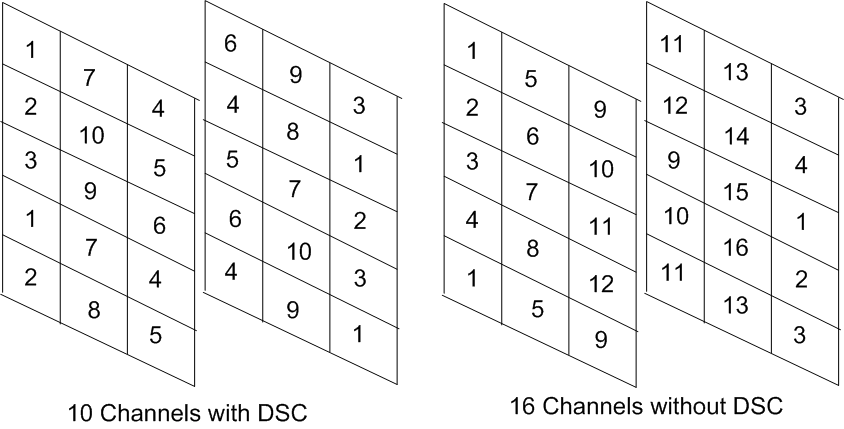 1 7 4
2 10 5
3 9 6
1 7 4
2 8 5
6 9 3
4 8 1
5 7 2
6 10 3
4 9 1
10 Channels with DSC
1 5 9
2 6 10
3 7 11
4 8 12
1 5 9
11 13 3
12 14 4
9 15 1
10 16 2
11 13 3
16 Channels without DSC